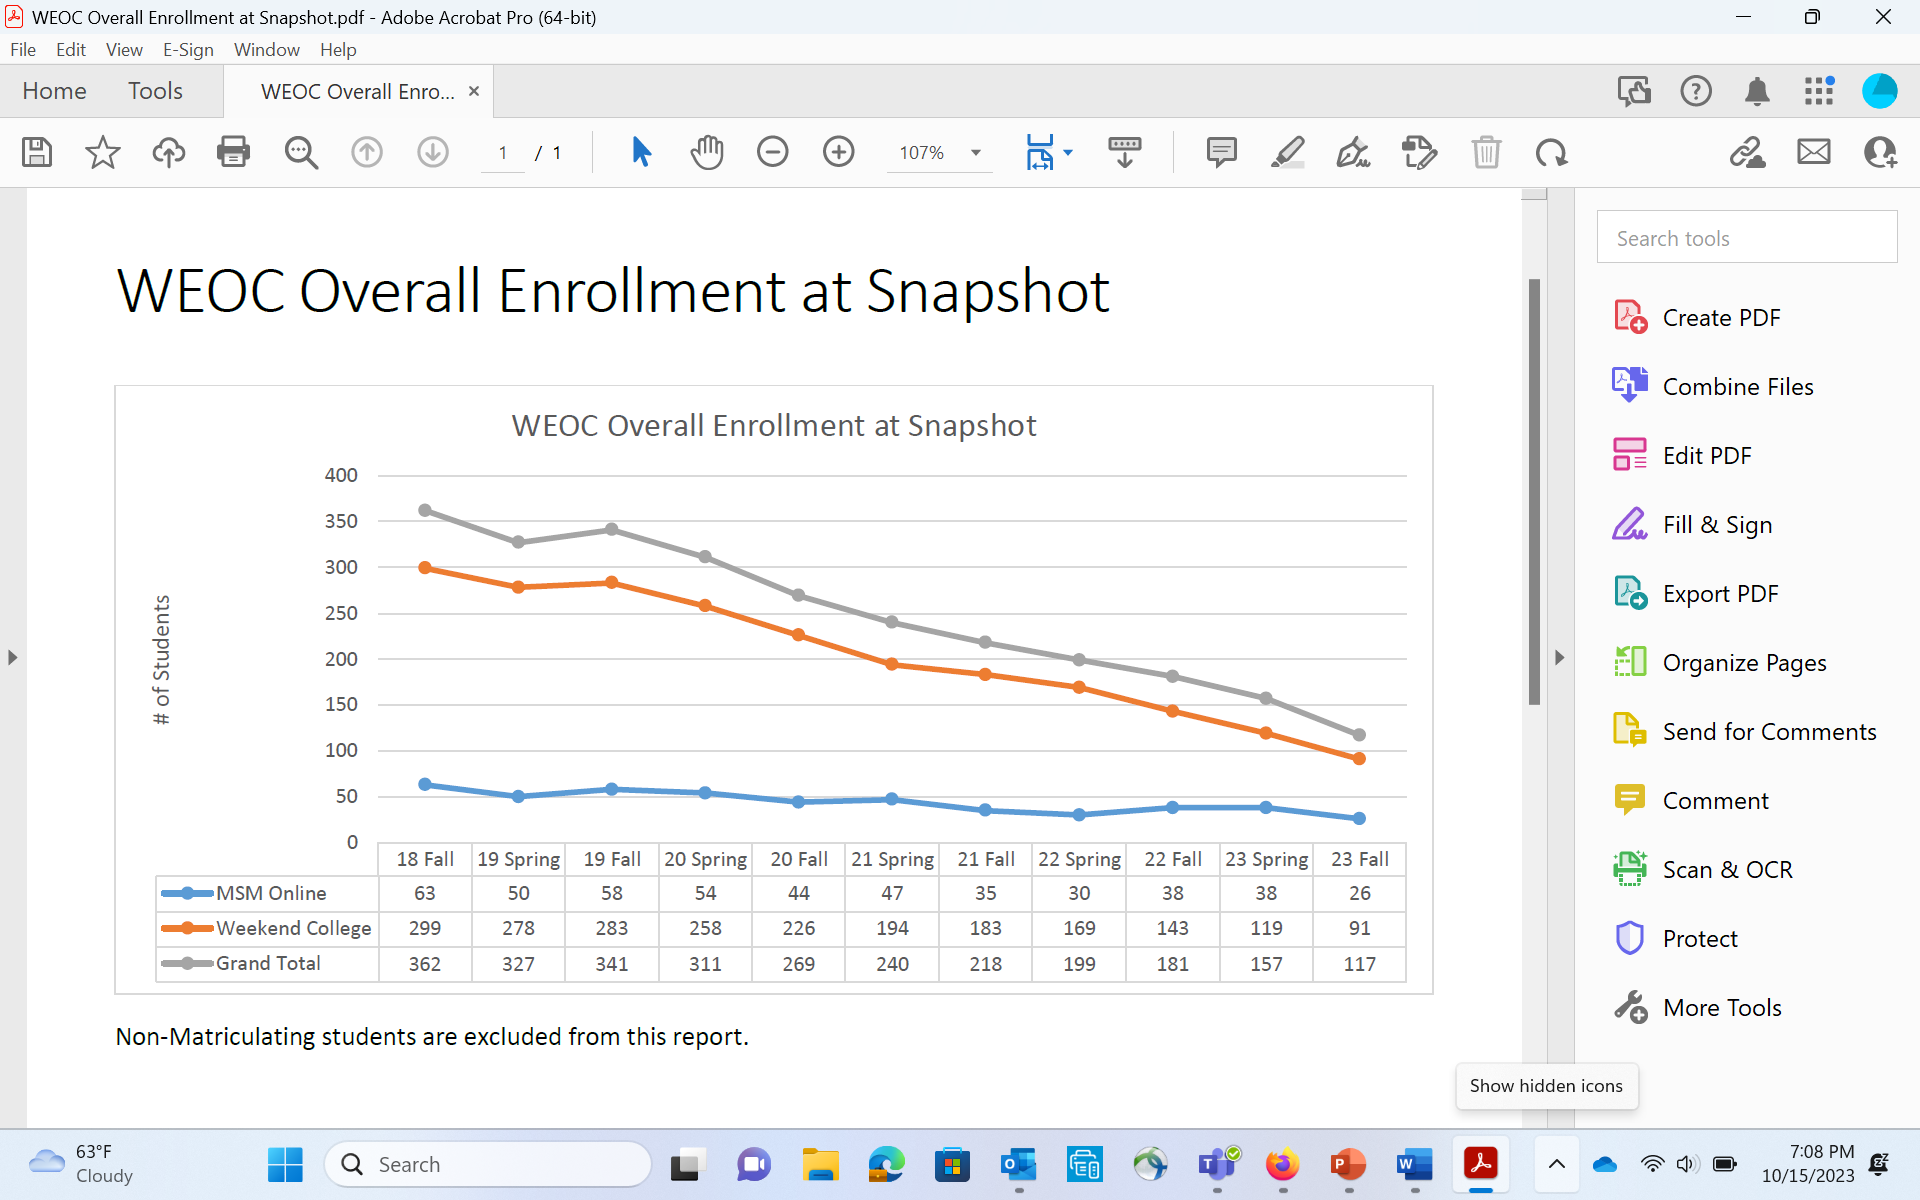 WEOC Overall Enrollment at Snapshot.pdf - Adobe Acrobat Pro (64-bit)
File Edit View E-Sign Window Help
Home Tools WEOC Overall Enro... ×
1 / 1 107%
Search tools
WEOC Overall Enrollment at Snapshot
Create PDF
Combine Files
Edit PDF
Fill & Sign
Export PDF
Organize Pages
Send for Comments
Comment
Scan & OCR
Protect
More Tools
WEOC Overall Enrollment at Snapshot
# of Students
400
350
300
250
200
150
100
50
0
18 Fall 19 Spring 19 Fall 20 Spring 20 Fall 21 Spring 21 Fall 22 Spring 22 Fall 23 Spring 23 Fall
MSM Online 63 50 58 54 44 47 35 30 38 38 26
Weekend College 299 278 283 258 226 194 183 169 143 119 91
Grand Total 362 327 341 311 269 240 218 199 181 157 117
Non-Matriculating students are excluded from this report.
Show hidden icons
63°F
Cloudy
Search
7:08 PM
10/15/2023